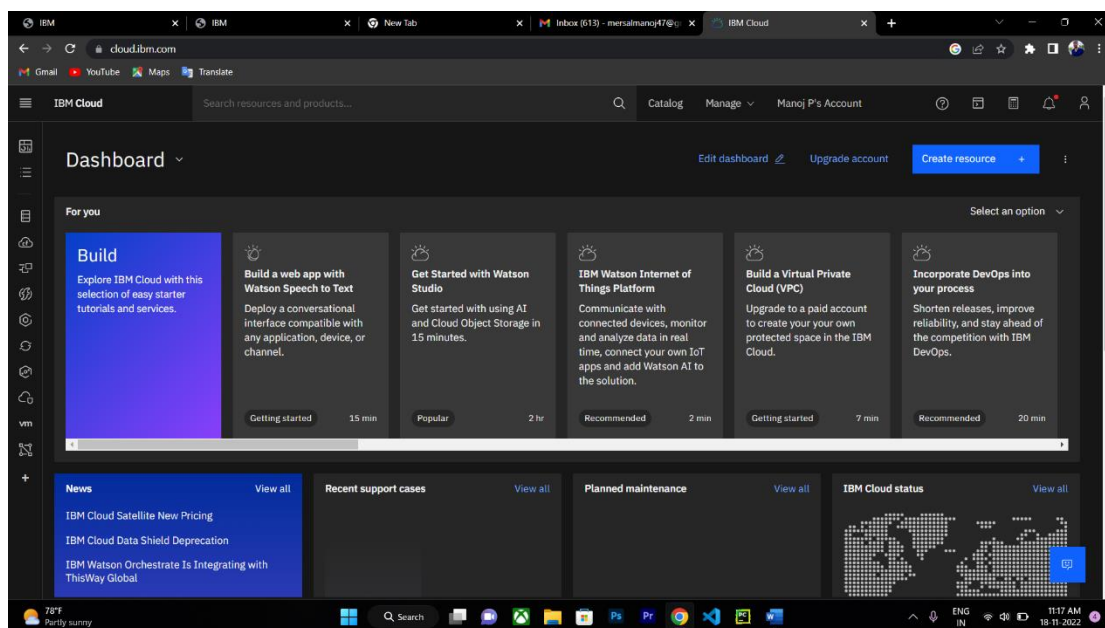 IBM
IBM
New Tab
Inbox (613) - mersalmanoj47@g
IBM Cloud
cloud.ibm.com
Gmail
YouTube
Maps
Translate
IBM Cloud
Search resources and products...
Catalog
Manage
Manoj P's Account
Dashboard
Edit dashboard
Upgrade account
Create resource +
For you
Select an option
Build
Explore IBM Cloud with this
selection of easy starter
tutorials and services.
Build a web app with
Watson Speech to Text
Deploy a conversational
interface compatible with
any application, device, or
channel.
Getting started
15 min
Get Started with Watson
Studio
Get started with using AI
and Cloud Object Storage in
15 minutes.
Popular
2 hr
IBM Watson Internet of
Things Platform
Communicate with
connected devices, monitor
and analyze data in real
time, connect your own IoT
apps and add Watson AI to
the solution.
Recommended
2 min
Build a Virtual Private
Cloud (VPC)
Upgrade to a paid account
to create your your own
protected space in the IBM
Cloud.
Getting started
7 min
Incorporate DevOps into
your process
Shorten releases, improve
reliability, and stay ahead of
the competition with IBM
DevOps.
Recommended
20 min
vm
News
View all
IBM Cloud Satellite New Pricing
IBM Cloud Data Shield Deprecation
IBM Watson Orchestrate Is Integrating with
ThisWay Global
Recent support cases
View all
Planned maintenance
View all
IBM Cloud status
View all
78°F
Partly sunny
Search
Ps
Pr
PC
ENG
IN
11:17 AM
18-11-2022
4